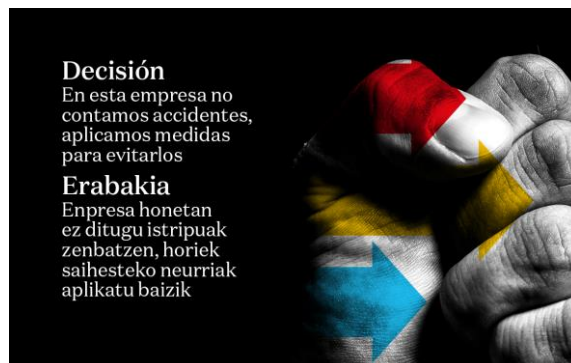 Decisión
En esta empresa no
contamos accidentes,
aplicamos medidas
para evitarlos
Erabakia
Enpresa honetan
ez ditugu istripuak
zenbatzen, horiek
saihesteko neurriak
aplikatu baizik